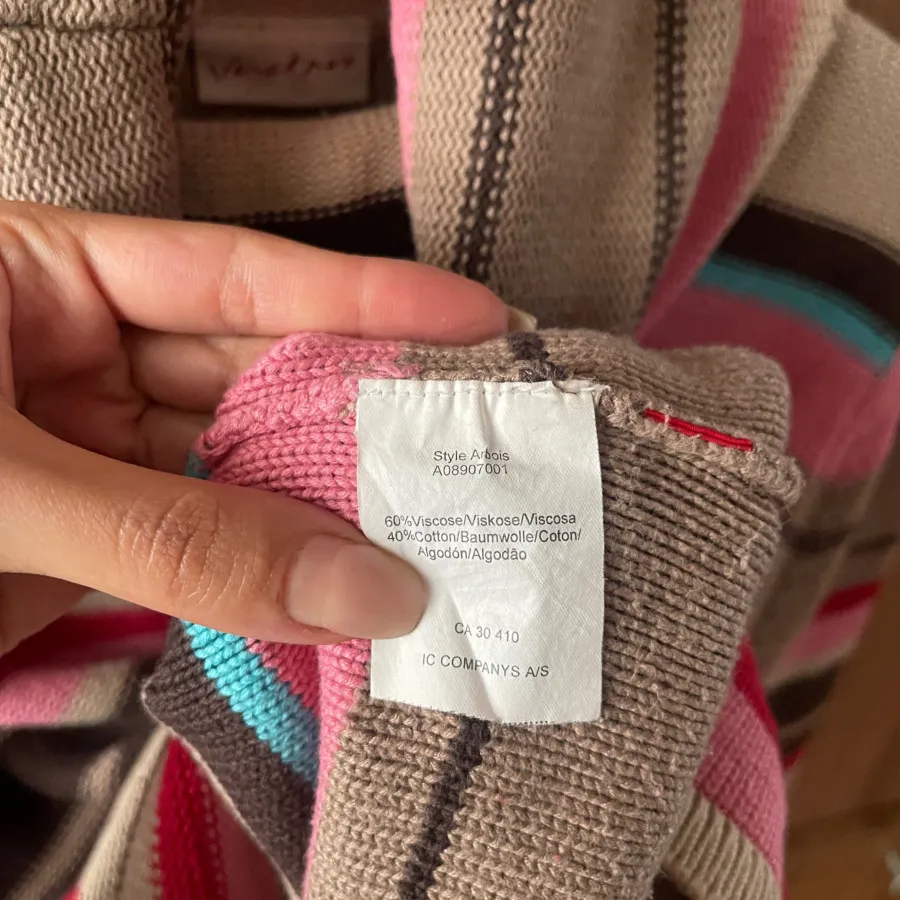 Style Arbois
A08907001
60%Viscose/Viskose/Viscosa
40%Cotton/Baumwolle/Coton/
Algodón/Algodão
CA 30 410
IC COMPANYS A/S